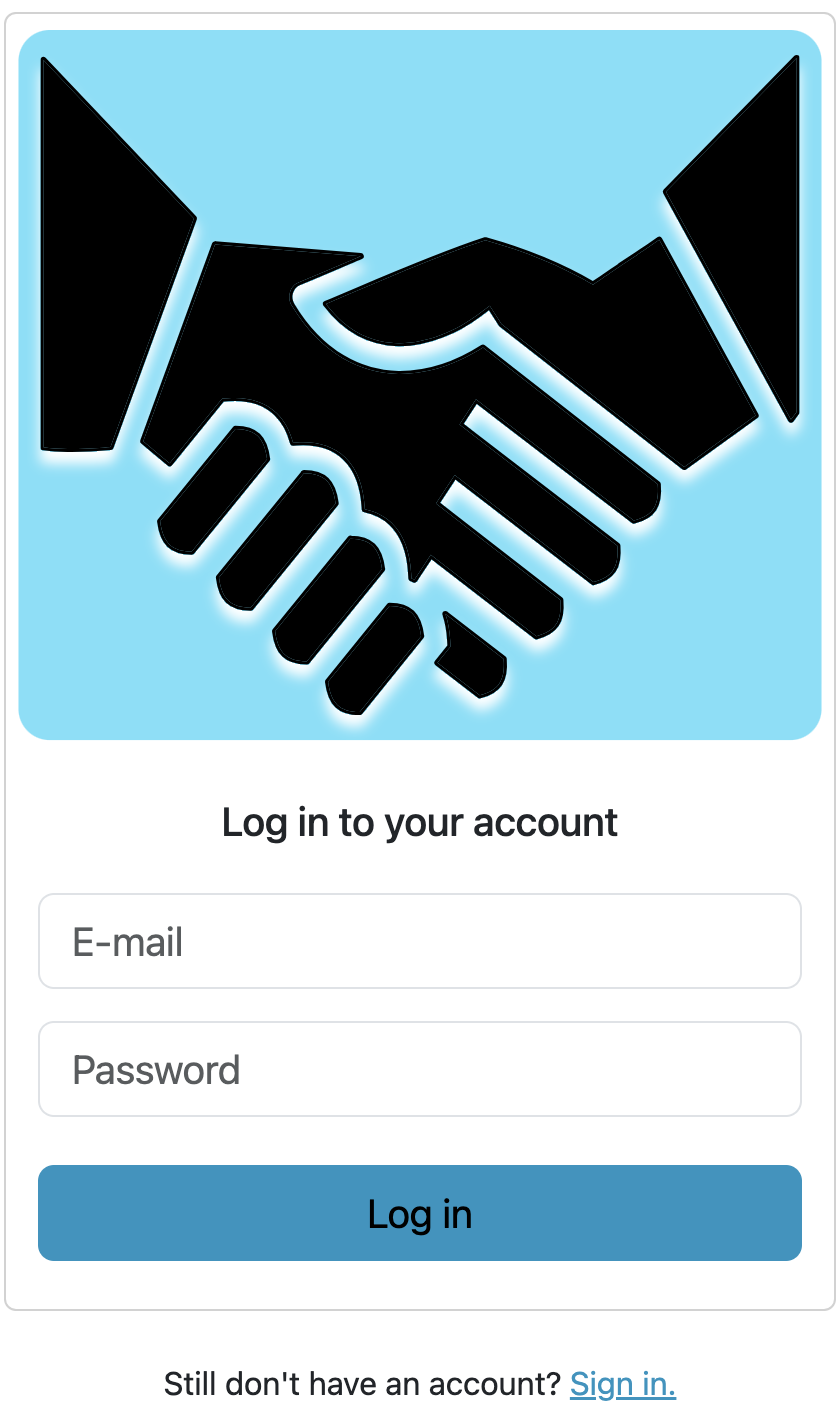 Log in to your account
E-mail
Password
Log in
Still don't have an account? Sign in.